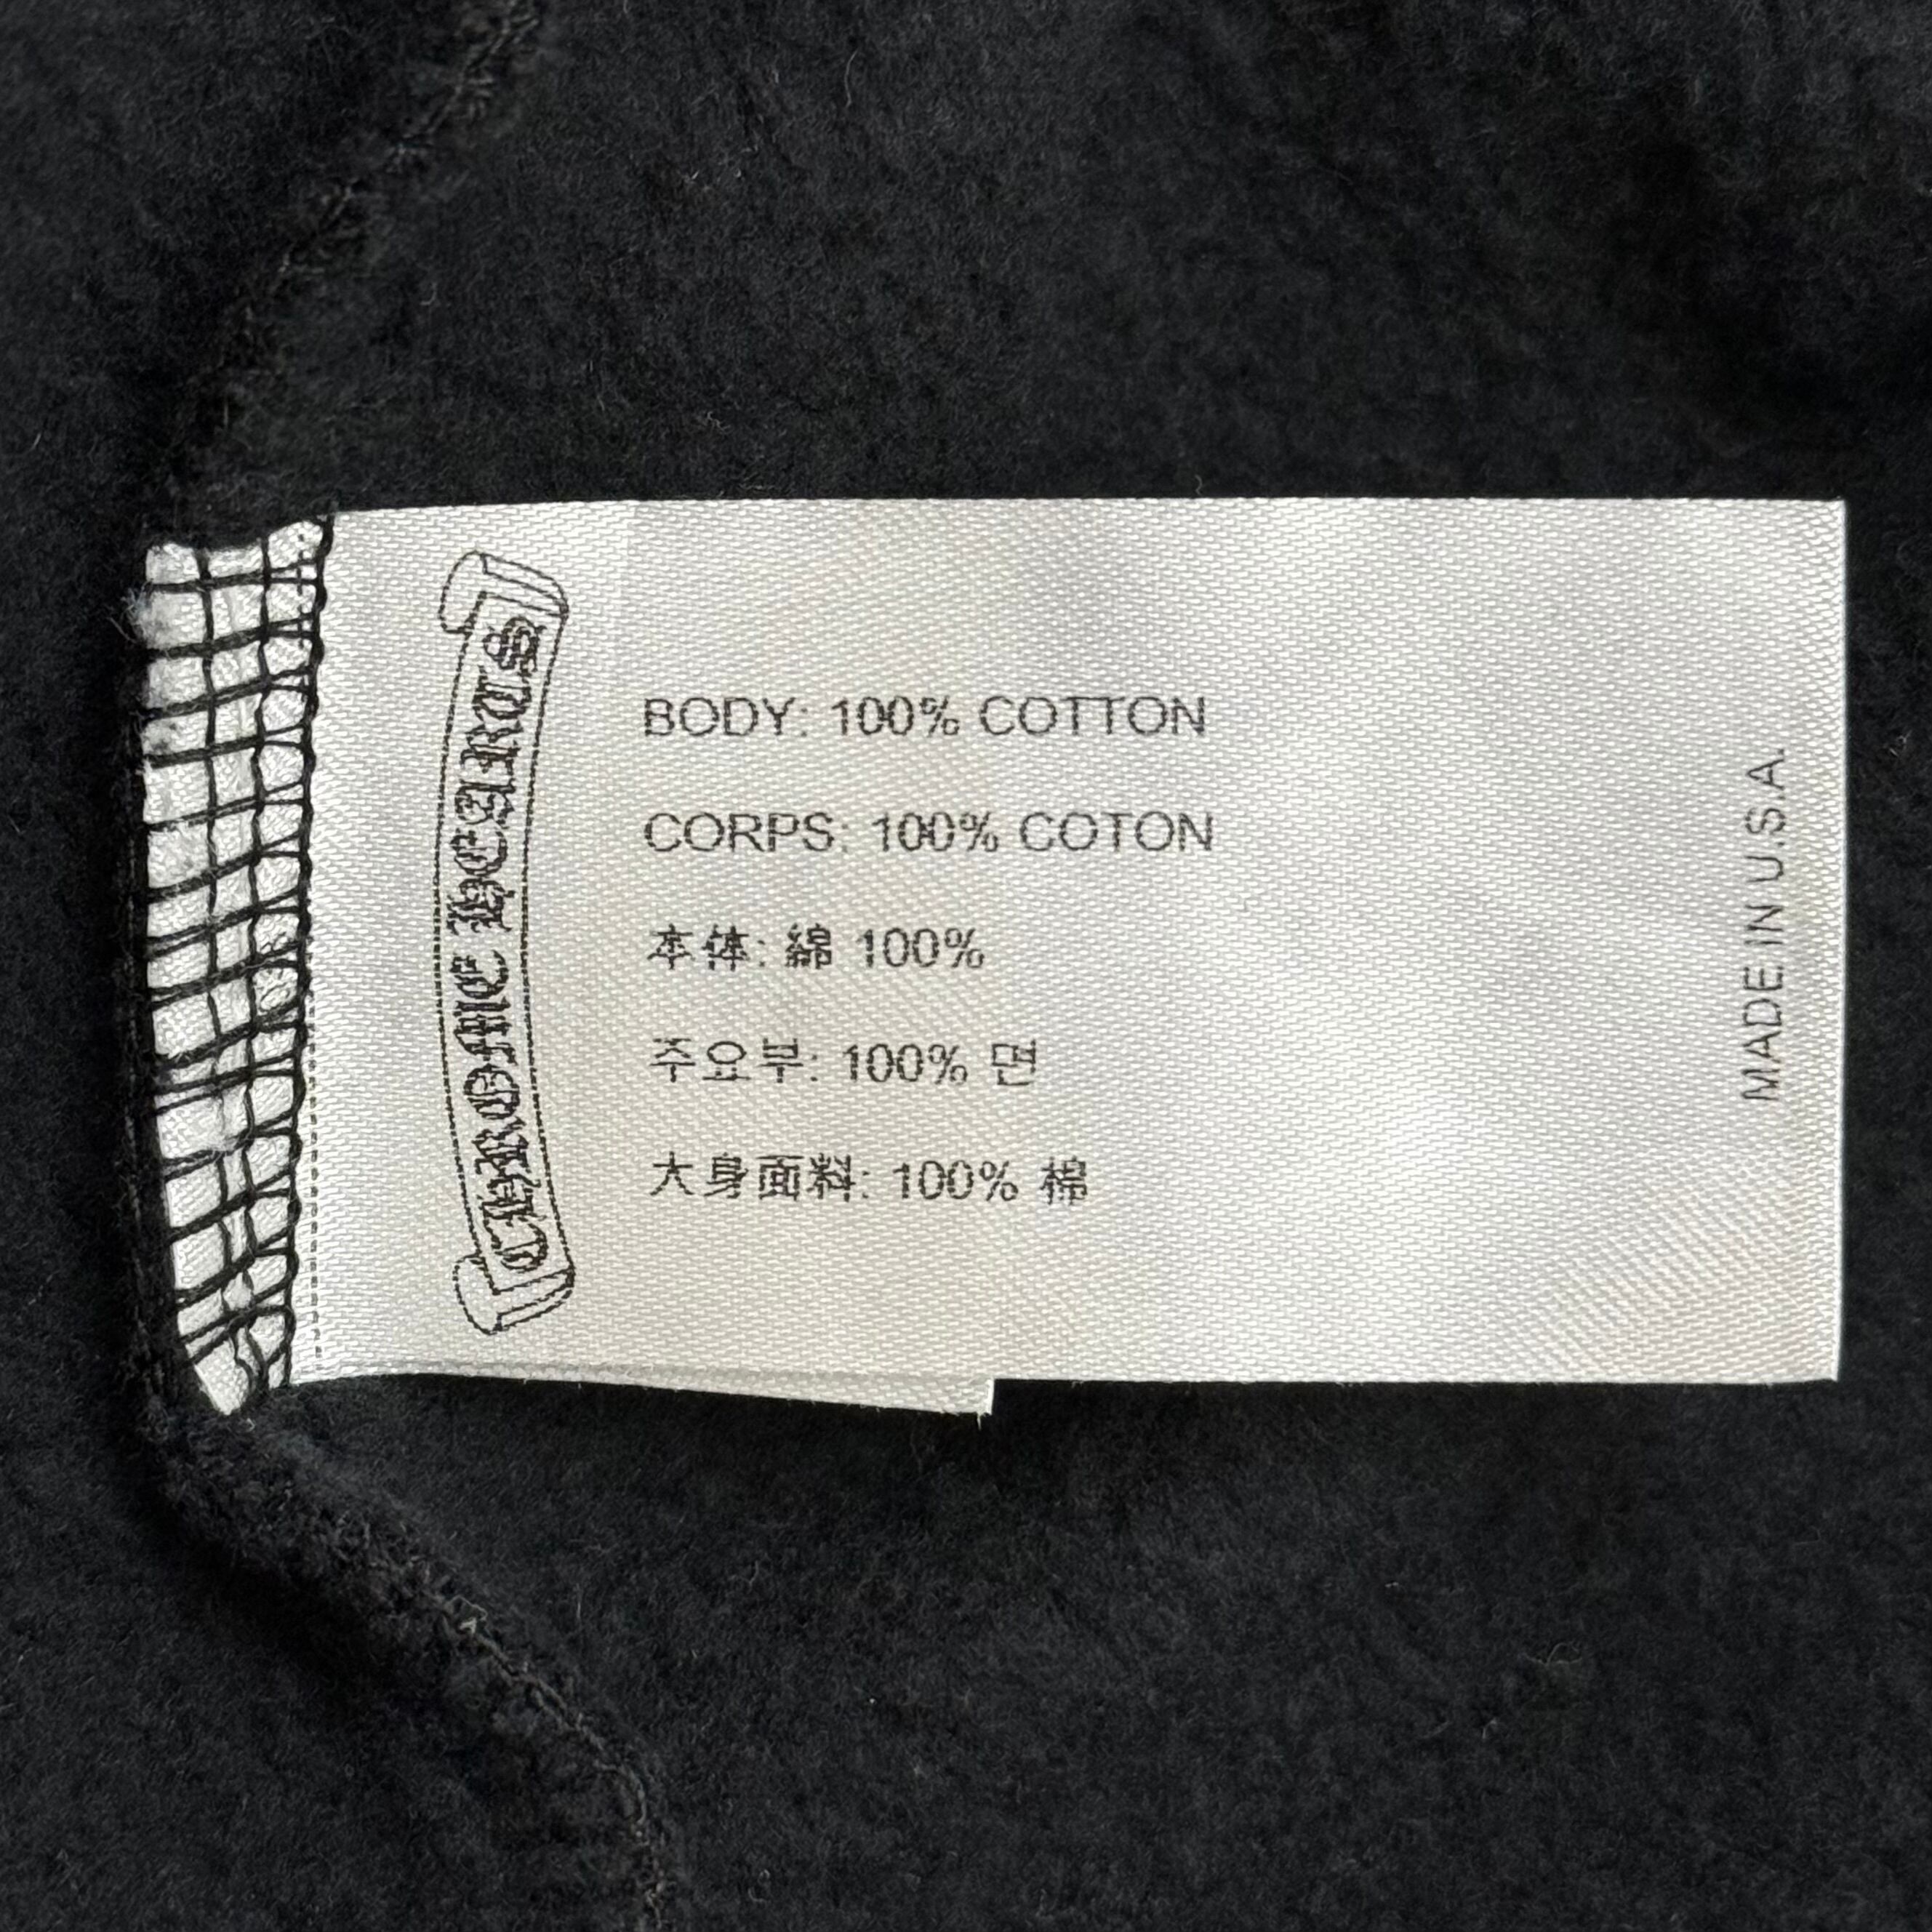 CHROME HEARTS
BODY: 100% COTTON
CORPS: 100% COTON
本体: 綿 100%
주요부: 100% 면
大身面料: 100% 棉
MADE IN U.S.A.